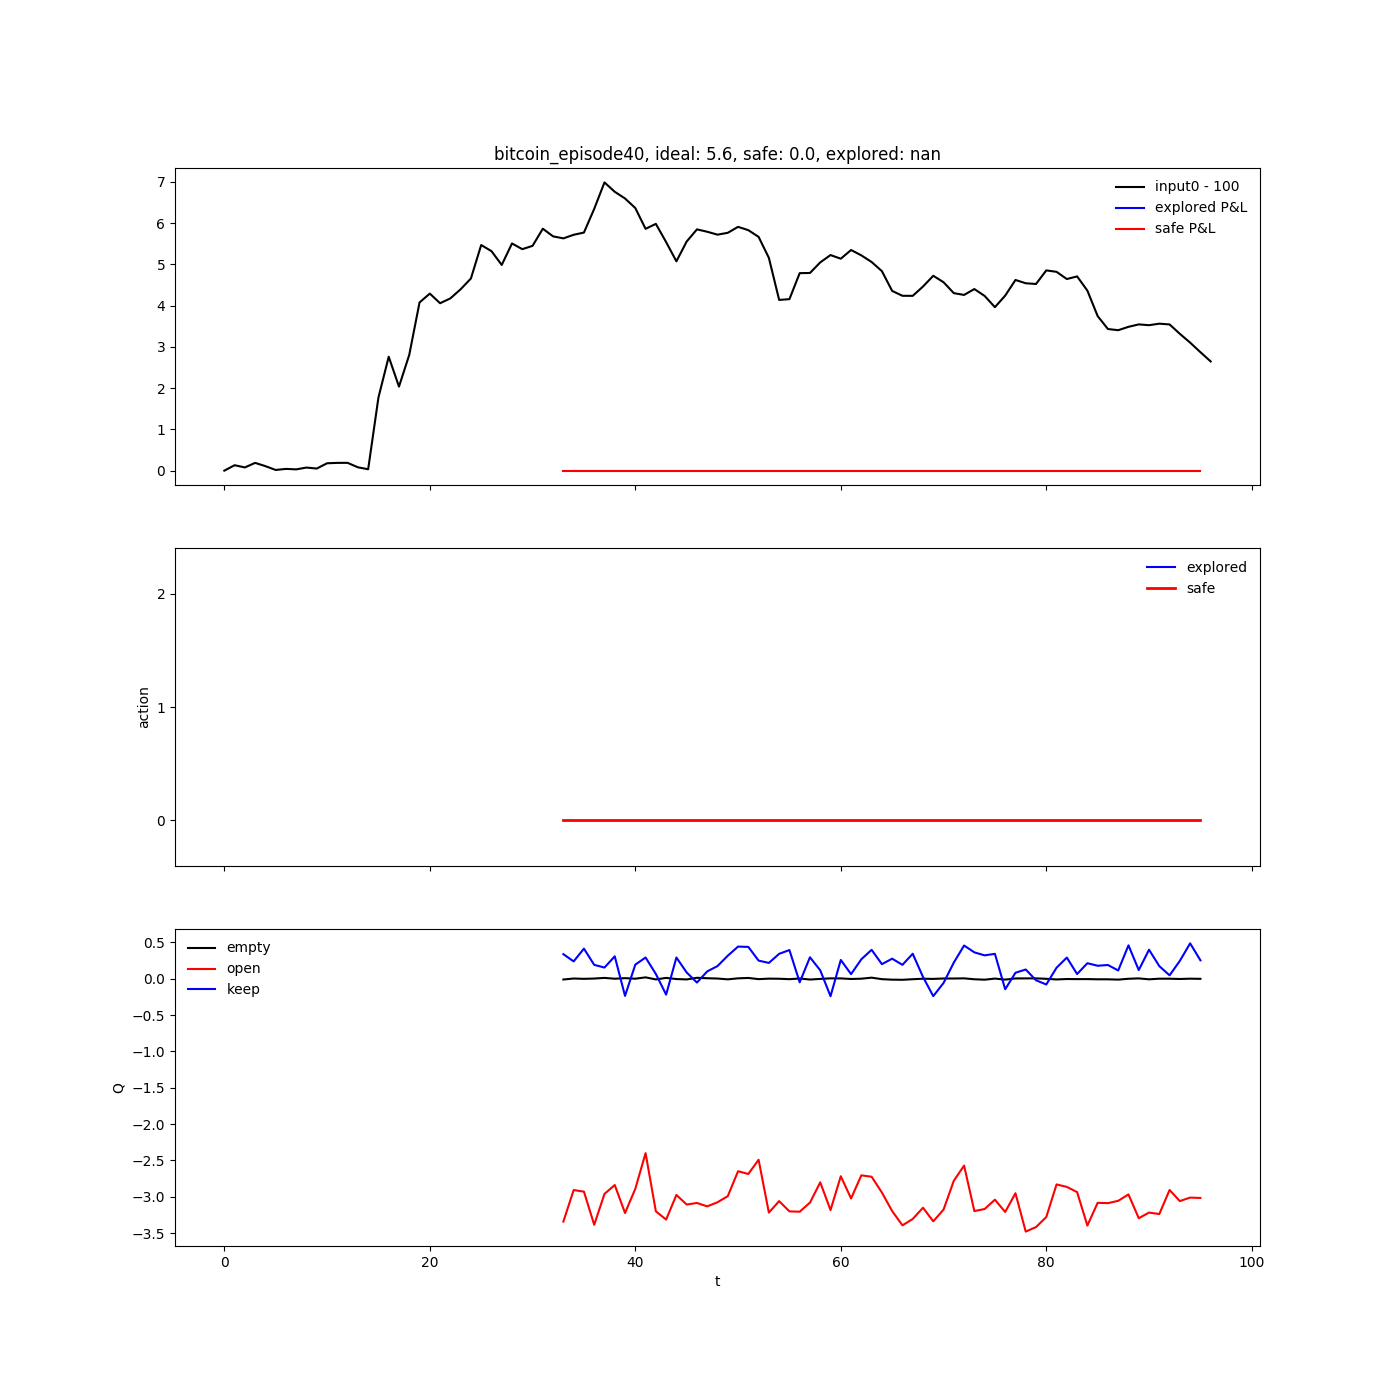 bitcoin_episode40, ideal: 5.6, safe: 0.0, explored: nan
7
6
5
4
3
2
1
0
input0 - 100
explored P&L
safe P&L
action
2
1
0
explored
safe
Q
0.5
0.0
−0.5
−1.0
−1.5
−2.0
−2.5
−3.0
−3.5
empty
open
keep
0 20 40 60 80 100
t